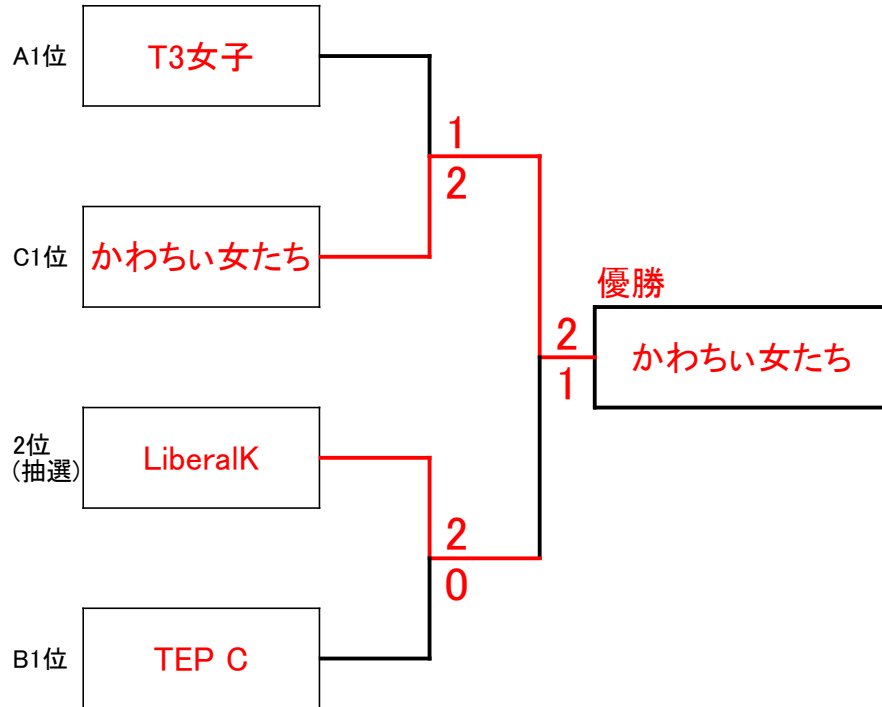 A1位
T3女子
1
2
C1位
かわちぃ女たち
優勝
2
1
かわちぃ女たち
2位
(抽選)
LiberalK
2
0
B1位
TEP C